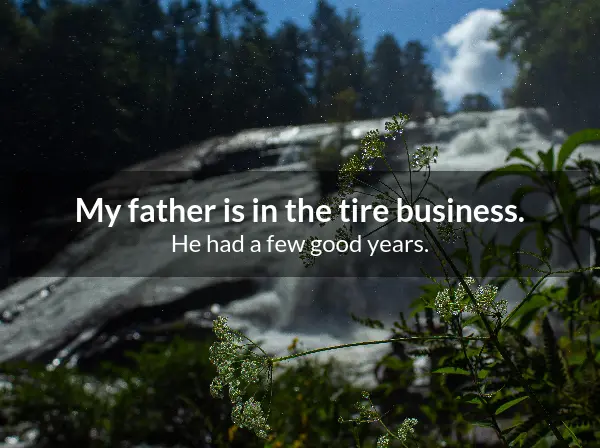 My father is in the tire business.
He had a few good years.